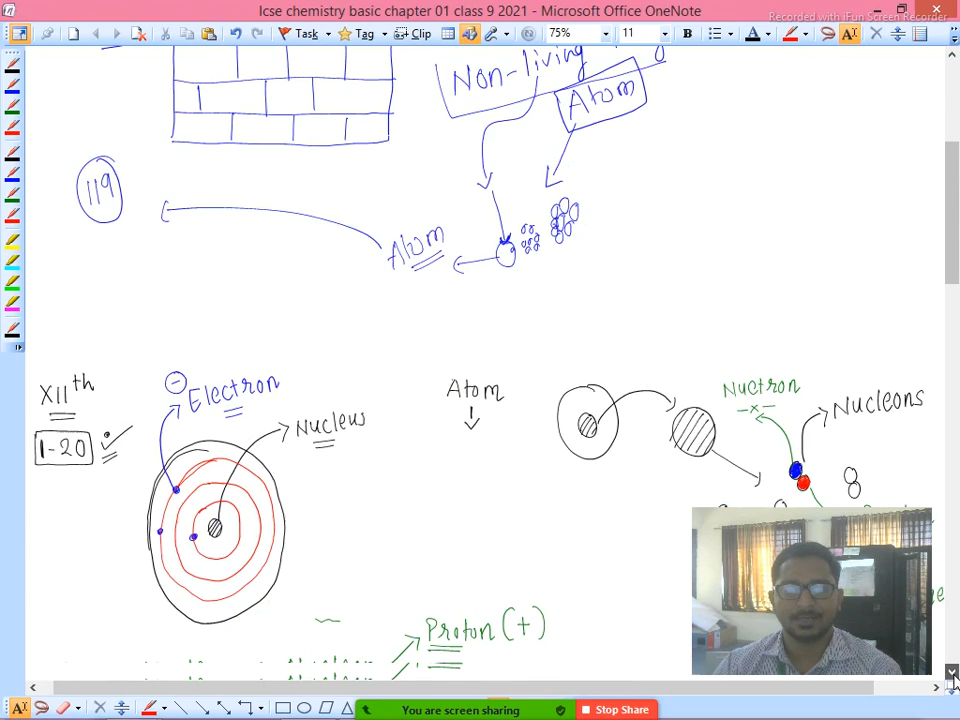 Icse chemistry basic chapter 01 class 9 2021 - Microsoft Office OneNote
Recorded with iFun Screen Recorder
Task
Tag
Clip
75%
11
B
A
A
Non-living
Atom
119
Atom
XIIth
1-20
Electron
Nucleus
Atom
Nuctron
Nucleons
8
Proton (+)
A
You are screen sharing
Stop Share